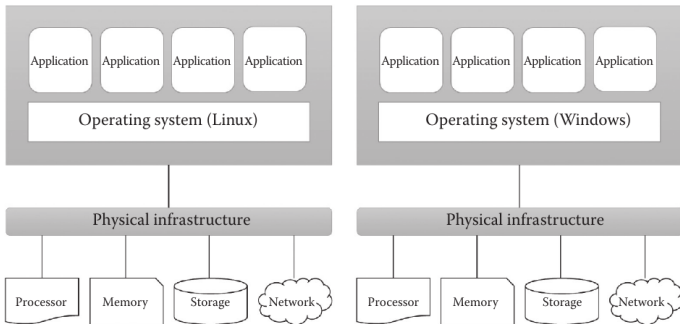 Application Application Application Application
Operating system (Linux)
Physical infrastructure
Processor Memory Storage Network
Application Application Application Application
Operating system (Windows)
Physical infrastructure
Processor Memory Storage Network